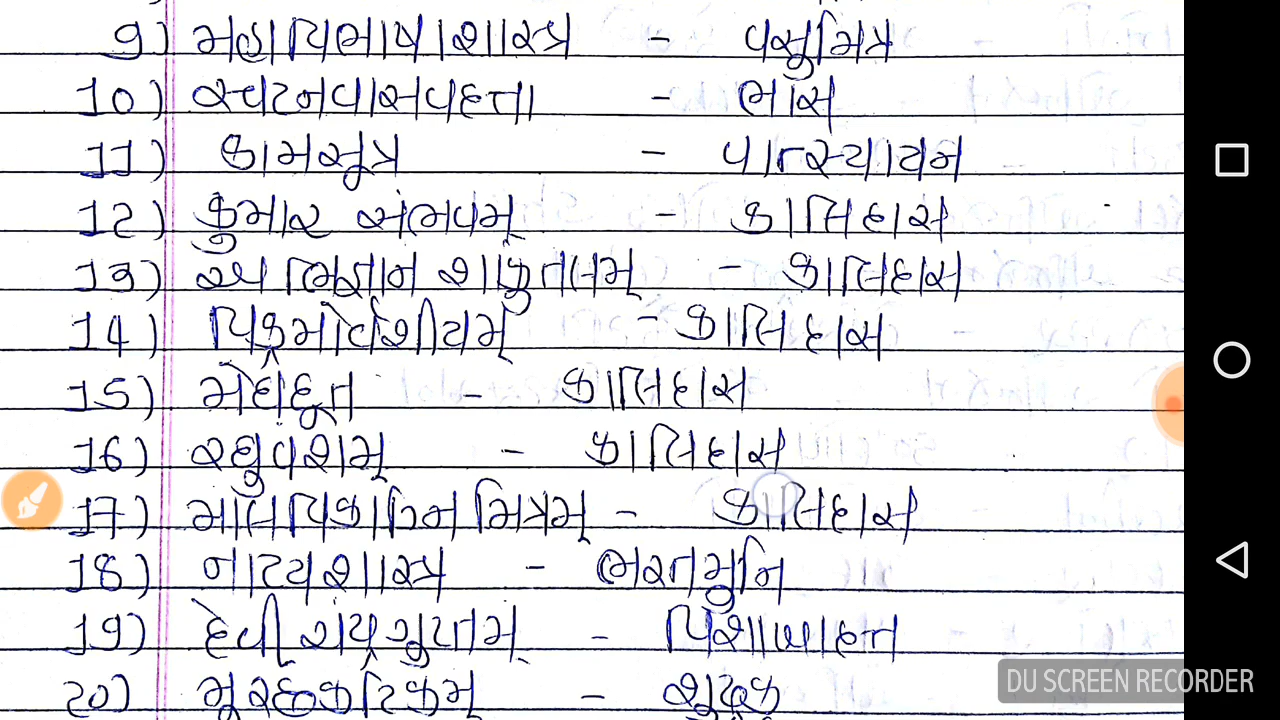 9) મહાવિભાષાશાસ્ત્ર - વસુમિત્ર
10) સ્વપ્નવાસવદત્તા - ભાસ
11) કામસૂત્ર - વાત્સ્યાયન
12) કુમાર સંભવમ્ - કાલિદાસ
13) અભિજ્ઞાન શાકુંતલમ્ - કાલિદાસ
14) વિક્રમોર્વશીયમ્ - કાલિદાસ
15) મેઘદૂત - કાલિદાસ
16) રઘુવશમ્ - કાલિદાસ
17) માલવિકાગ્નિમિત્રમ્ - કાલિદાસ
18) નાટ્યશાસ્ત્ર - ભરતમુનિ
19) દેવીચંદ્રગુપ્તમ્ - વિશાખાદત્ત
20) મૃચ્છકટિકમ્ - શુદ્રક
DU SCREEN RECORDER